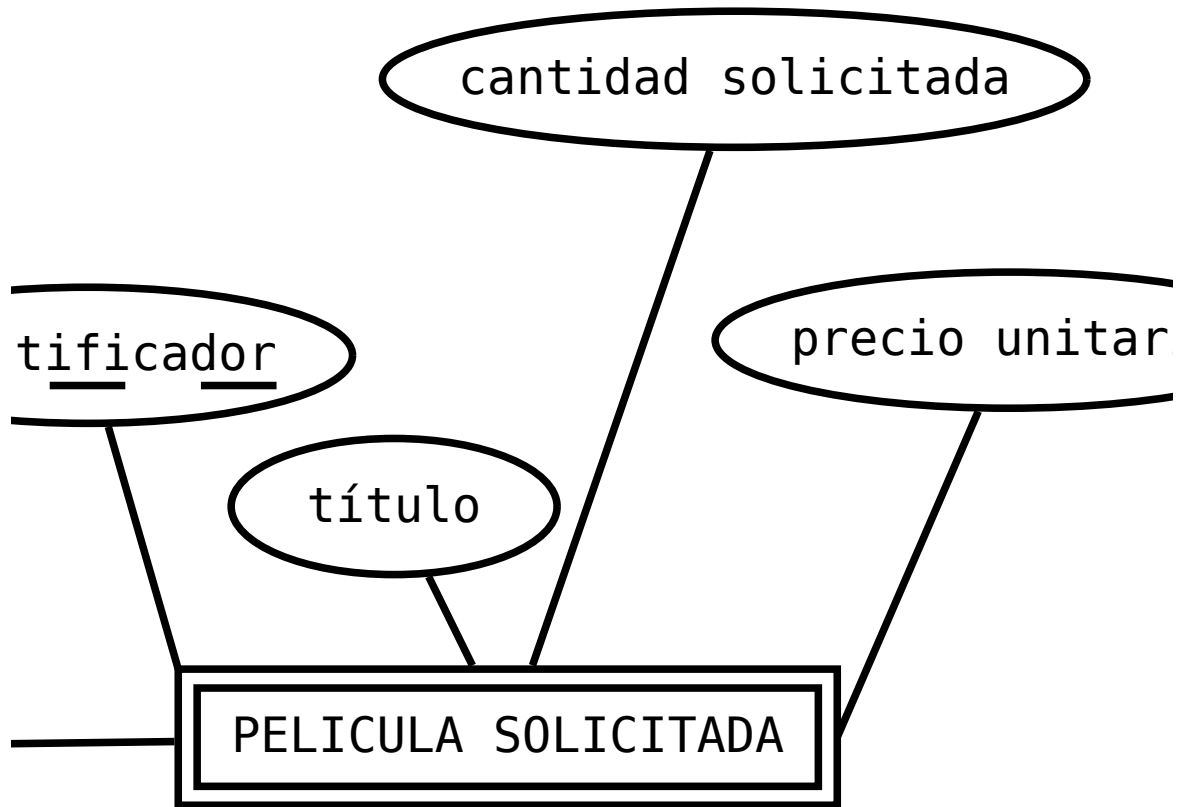 cantidad solicitada
tificador
precio unitar
título
PELICULA SOLICITADA